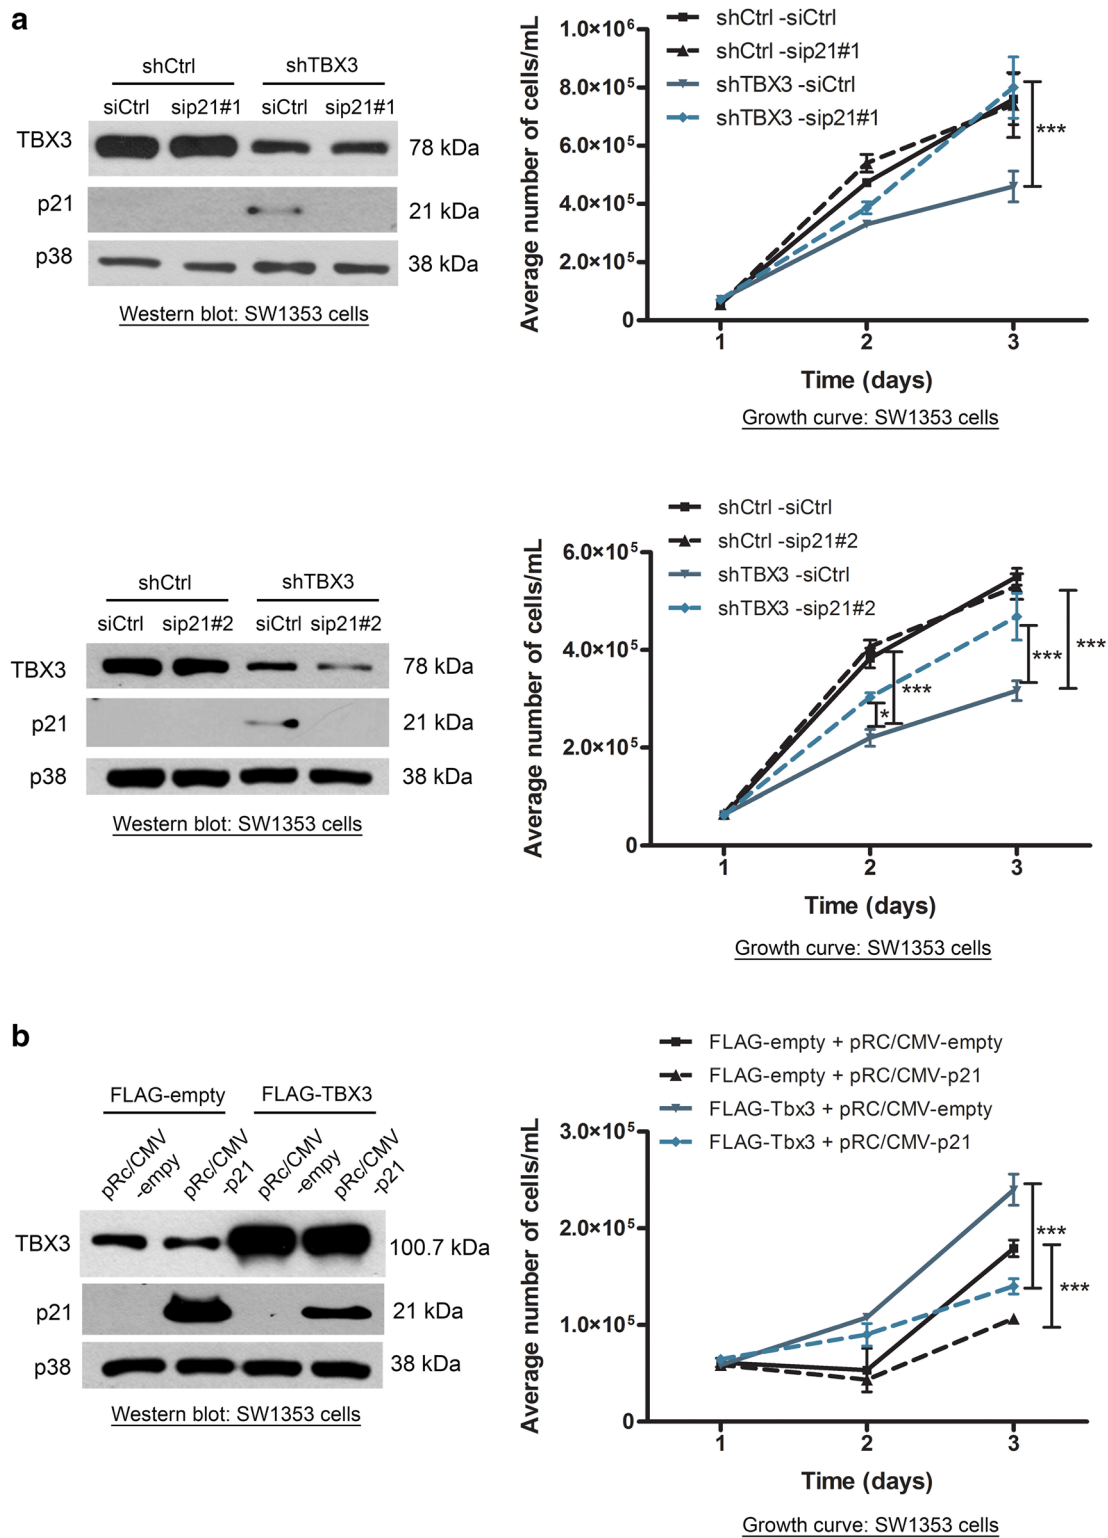 a
shCtrl shTBX3
siCtrl sip21#1 siCtrl sip21#1
TBX3 78 kDa
p21 21 kDa
p38 38 kDa
Western blot: SW1353 cells
shCtrl -siCtrl
shCtrl -sip21#1
shTBX3 -siCtrl
shTBX3 -sip21#1
Average number of cells/mL
1.0×10⁶
8.0×10⁵
6.0×10⁵
4.0×10⁵
2.0×10⁵
0
***
1 2 3
Time (days)
Growth curve: SW1353 cells
shCtrl shTBX3
siCtrl sip21#2 siCtrl sip21#2
TBX3 78 kDa
p21 21 kDa
p38 38 kDa
Western blot: SW1353 cells
shCtrl -siCtrl
shCtrl -sip21#2
shTBX3 -siCtrl
shTBX3 -sip21#2
Average number of cells/mL
6.0×10⁵
4.0×10⁵
2.0×10⁵
0
*
***
***
***
1 2 3
Time (days)
Growth curve: SW1353 cells
b
FLAG-empty FLAG-TBX3
pRc/CMV
-empy
pRc/CMV
-p21
pRc/CMV
-empy
pRc/CMV
-p21
TBX3 100.7 kDa
p21 21 kDa
p38 38 kDa
Western blot: SW1353 cells
FLAG-empty + pRC/CMV-empty
FLAG-empty + pRC/CMV-p21
FLAG-Tbx3 + pRC/CMV-empty
FLAG-Tbx3 + pRC/CMV-p21
Average number of cells/mL
3.0×10⁵
2.0×10⁵
1.0×10⁵
0
***
***
1 2 3
Time (days)
Growth curve: SW1353 cells